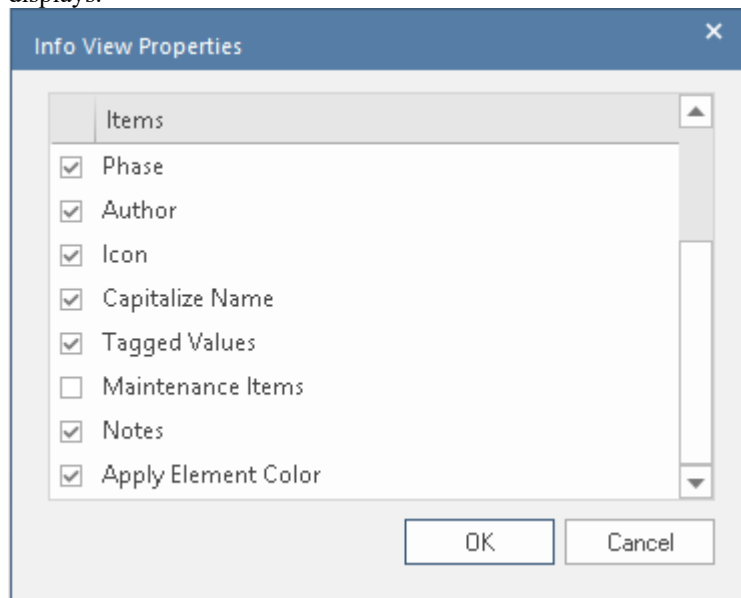 displays.
Info View Properties
Items
Phase
Author
Icon
Capitalize Name
Tagged Values
Maintenance Items
Notes
Apply Element Color
OK Cancel